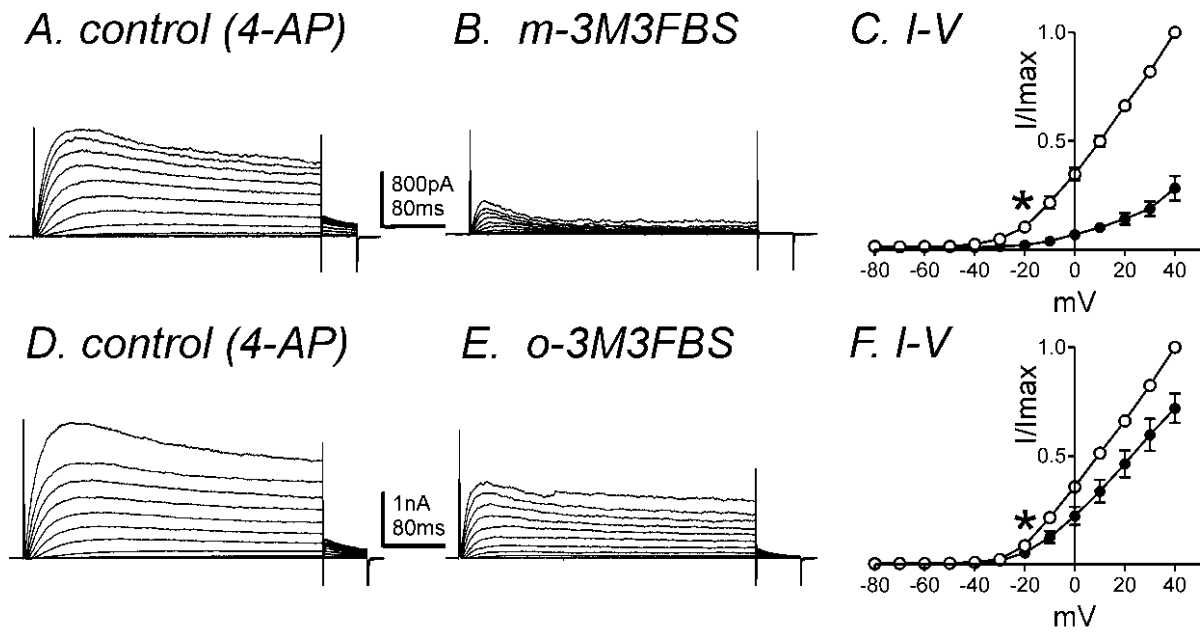 A. control (4-AP)
B. m-3M3FBS
C. I-V
1.0
I/Imax
0.5
*
800pA
80ms
-80 -60 -40 -20 0 20 40
mV
D. control (4-AP)
E. o-3M3FBS
F. I-V
1.0
I/Imax
0.5
*
1nA
80ms
-80 -60 -40 -20 0 20 40
mV